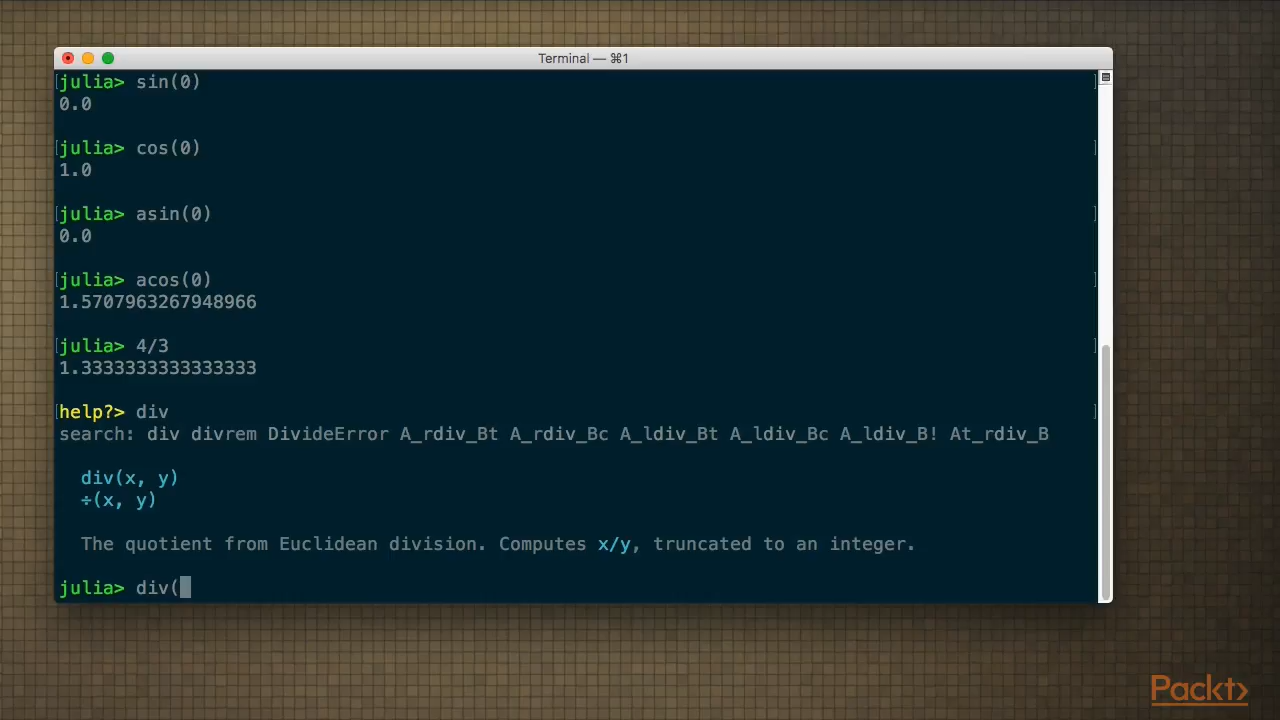 Terminal — ⌘1
julia> sin(0)
0.0
julia> cos(0)
1.0
julia> asin(0)
0.0
julia> acos(0)
1.5707963267948966
julia> 4/3
1.3333333333333333
help?> div
search: div divrem DivideError A_rdiv_Bt A_rdiv_Bc A_ldiv_Bt A_ldiv_Bc A_ldiv_B! At_rdiv_B
div(x, y)
÷(x, y)
The quotient from Euclidean division. Computes x/y, truncated to an integer.
julia> div(
Packt>